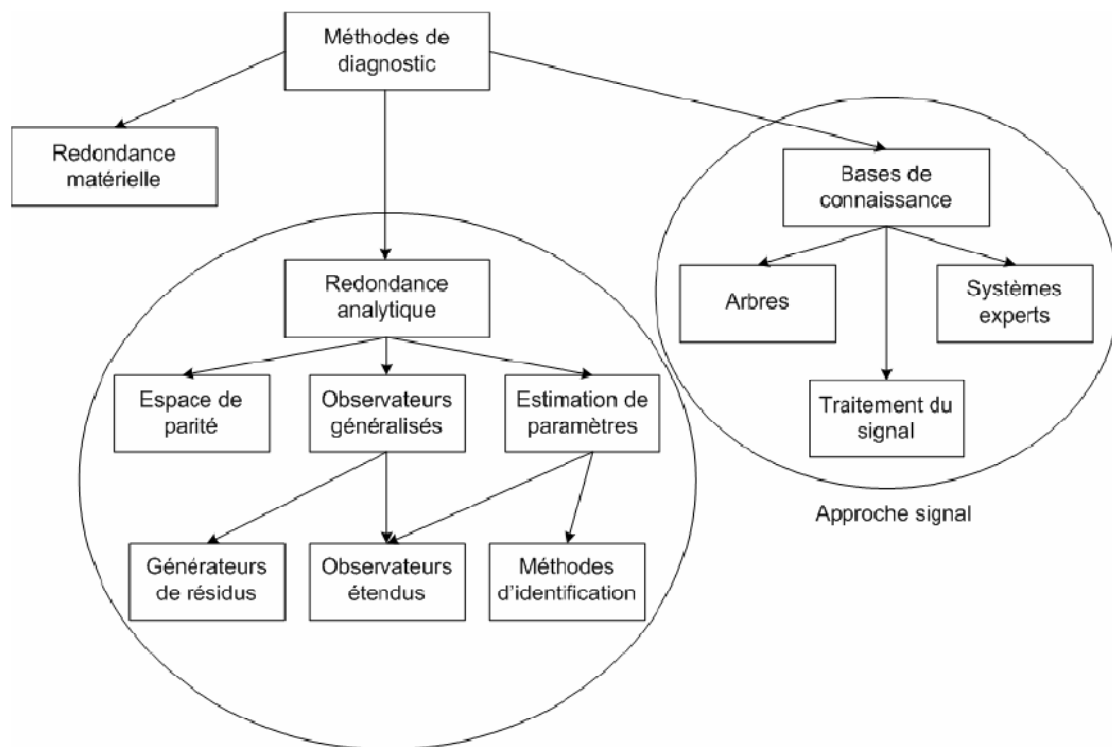 Méthodes de
diagnostic
Redondance
matérielle
Bases de
connaissance
Redondance
analytique
Arbres
Systèmes
experts
Espace de
parité
Observateurs
généralisés
Estimation de
paramètres
Traitement du
signal
Approche signal
Générateurs
de résidus
Observateurs
étendus
Méthodes
d'identification